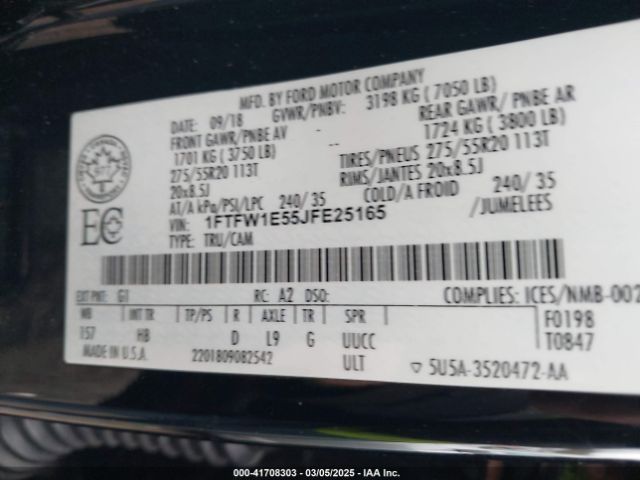 MFD. BY FORD MOTOR COMPANY
DATE: 09/18 GVWR/PNBV: 3198 KG ( 7050 LB)
FRONT GAWR/PNBE AV - REAR GAWR/ PNBE AR
1701 KG ( 3750 LB) - 1724 KG ( 3800 LB)
275/55R20 113T TIRES/PNEUS 275/55R20 113T
20x8.5J RIMS/JANTES 20x8.5J
AT/A kPa/PSI/LPC 240/ 35 COLD/A FROID 240/ 35
VIN: 1FTFW1E55JFE25165 /JUMELEES
TYPE: TRU/CAM
EC
EXT PNT: G1 RC: A2 DSO: COMPLIES: ICES/NMB-002
WB INT TR TP/PS R AXLE TR SPR F0198
157 HB D L9 G UUCC T0847
MADE IN U.S.A. 2201809082542 ULT ▽ 5U5A-3520472-AA
000-41708303 — 03/05/2025 — IAA Inc.